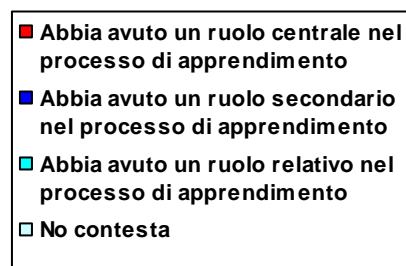 Abbia avuto un ruolo centrale nel
processo di apprendimento
Abbia avuto un ruolo secondario
nel processo di apprendimento
Abbia avuto un ruolo relativo nel
processo di apprendimento
No contesta